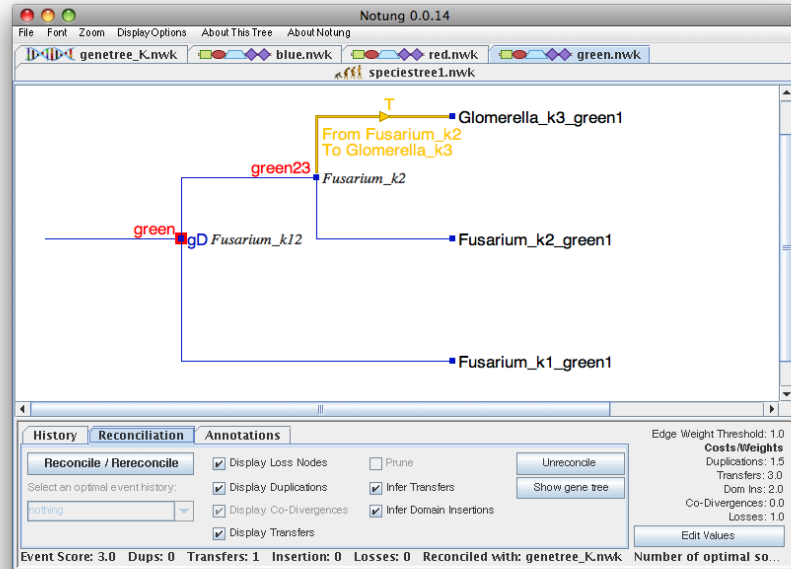 Notung 0.0.14
File Font Zoom DisplayOptions About This Tree About Notung
genetree_K.nwk blue.nwk red.nwk green.nwk
speciestree1.nwk
T
Glomerella_k3_green1
From Fusarium_k2
To Glomerella_k3
green23
Fusarium_k2
green
gD Fusarium_k12
Fusarium_k2_green1
Fusarium_k1_green1
History Reconciliation Annotations
Edge Weight Threshold: 1.0
Costs/Weights
Reconcile / Rereconcile Display Loss Nodes Prune Unreconcile
Duplications: 1.5
Transfers: 3.0
Select an optimal event history: Display Duplications Infer Transfers Show gene tree
Dom Ins: 2.0
nothing Display Co-Divergences Infer Domain Insertions
Co-Divergences: 0.0
Losses: 1.0
Display Transfers
Edit Values
Event Score: 3.0 Dups: 0 Transfers: 1 Insertion: 0 Losses: 0 Reconciled with: genetree_K.nwk Number of optimal so...